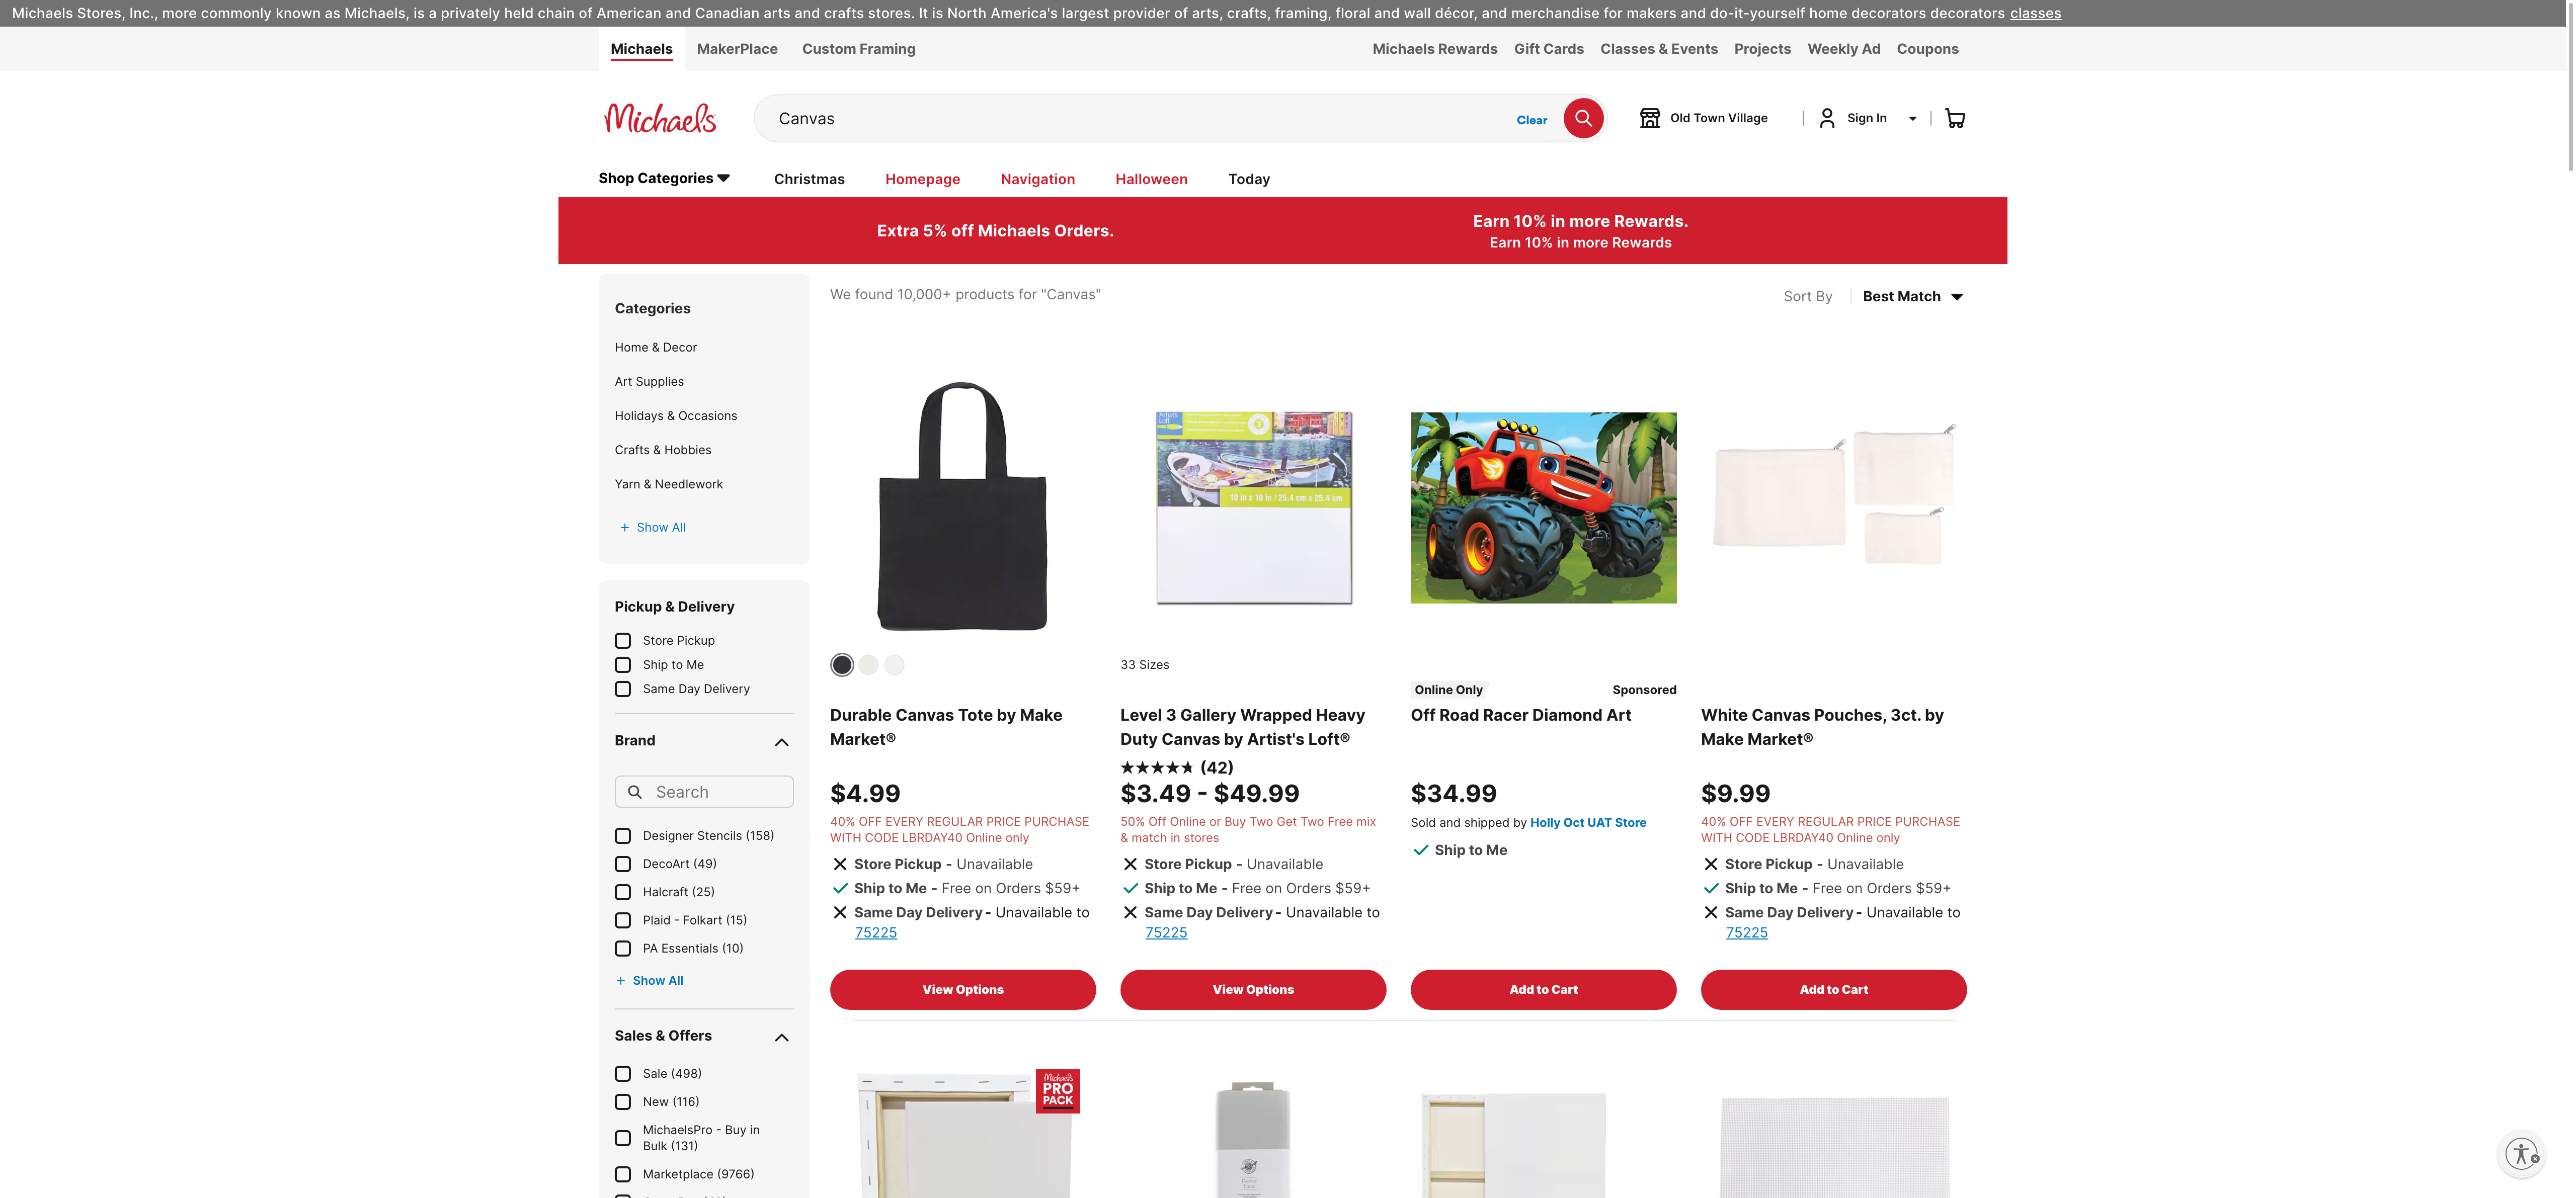 Michaels Stores, Inc., more commonly known as Michaels, is a privately held chain of American and Canadian arts and crafts stores. It is North America's largest provider of arts, crafts, framing, floral and wall décor, and merchandise for makers and do-it-yourself home decorators decorators classes
Michaels MakerPlace Custom Framing Michaels Rewards Gift Cards Classes & Events Projects Weekly Ad Coupons
Michaels Canvas Clear Old Town Village | Sign In |
Shop Categories Christmas Homepage Navigation Halloween Today
Extra 5% off Michaels Orders.
Earn 10% in more Rewards.
Earn 10% in more Rewards
Categories
Home & Decor
Art Supplies
Holidays & Occasions
Crafts & Hobbies
Yarn & Needlework
+ Show All
Pickup & Delivery
Store Pickup
Ship to Me
Same Day Delivery
Brand
Search
Designer Stencils (158)
DecoArt (49)
Halcraft (25)
Plaid - Folkart (15)
PA Essentials (10)
+ Show All
Sales & Offers
Sale (498)
New (116)
MichaelsPro - Buy in
Bulk (131)
Marketplace (9766)
We found 10,000+ products for "Canvas"
Sort By Best Match
Durable Canvas Tote by Make
Market®
$4.99
40% OFF EVERY REGULAR PRICE PURCHASE
WITH CODE LBRDAY40 Online only
Store Pickup - Unavailable
Ship to Me - Free on Orders $59+
Same Day Delivery - Unavailable to
75225
View Options
Artist's
Loft
3
10 in x 10 in / 25.4 cm x 25.4 cm
33 Sizes
Level 3 Gallery Wrapped Heavy
Duty Canvas by Artist's Loft®
(42)
$3.49 - $49.99
50% Off Online or Buy Two Get Two Free mix
& match in stores
Store Pickup - Unavailable
Ship to Me - Free on Orders $59+
Same Day Delivery - Unavailable to
75225
View Options
Online Only Sponsored
Off Road Racer Diamond Art
$34.99
Sold and shipped by Holly Oct UAT Store
Ship to Me
Add to Cart
White Canvas Pouches, 3ct. by
Make Market®
$9.99
40% OFF EVERY REGULAR PRICE PURCHASE
WITH CODE LBRDAY40 Online only
Store Pickup - Unavailable
Ship to Me - Free on Orders $59+
Same Day Delivery - Unavailable to
75225
Add to Cart
Michaels
PRO
PACK